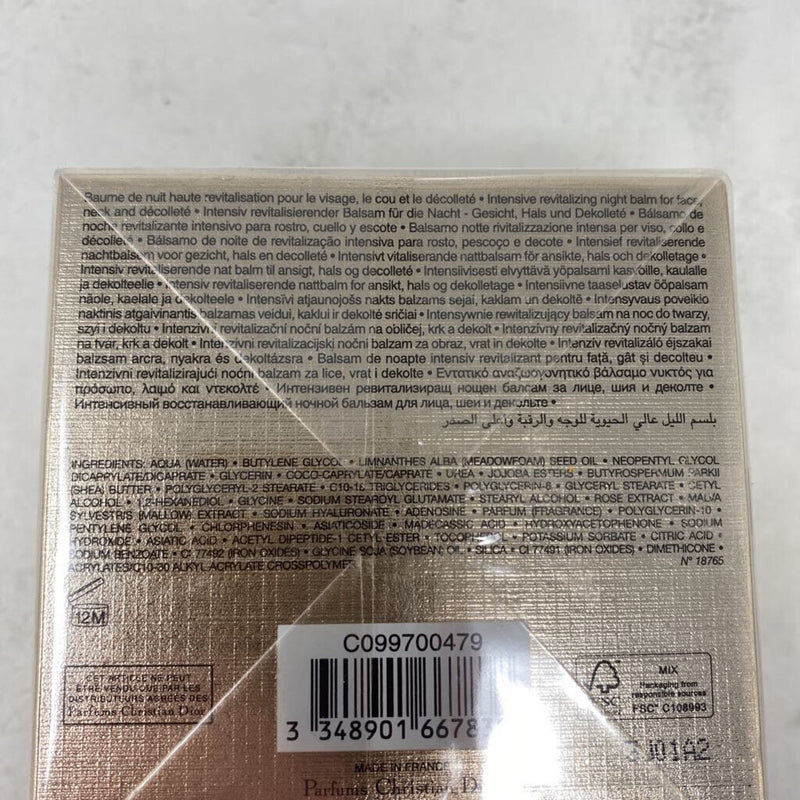 Baume de nuit haute revitalisation pour le visage, le cou et le décolleté • Intensive revitalizing night balm for face,
neck and décolleté • Intensiv revitalisierender Balsam für die Nacht - Gesicht, Hals und Dekolleté • Bálsamo de
noche revitalizante intensivo para rostro, cuello y escote • Balsamo notte rivitalizzazione intensa per viso, collo e
décolleté • Bálsamo de noite de revitalização intensiva para rosto, pescoço e decote • Intensief revitaliserende
nachtbalsem voor gezicht, hals en decolleté • Intensivt vitaliserande nattbalsam för ansikte, hals och dekolletage •
Intensiv revitaliserende nat balm til ansigt, hals og decolleté • Intensiivisesti elvyttävä yöpalsami kasvoille, kaulalle
ja dekolteelle • Intensiv revitaliserende nattbalm for ansikt, hals og dekolletage • Intensiivne taaselustav ööpalsam
näole, kaelale ja dekolteele • Intensīvi atjaunojošs nakts balzams sejai, kaklam un dekoltē • Intensyvaus poveikio
naktinis atgaivinantis balzamas veidui, kaklui ir dekoltė sričiai • Intensywnie rewitalizujący balsam na noc do twarzy,
szyi i dekoltu • Intenzívní revitalizační noční balzám na obličej, krk a dekolt • Intenzívny revitalizačný nočný balzam
na tvár, krk a dekolt • Intenzivni revitalizacijski nočni balzam za obraz, vrat in dekolte • Intenzív revitalizáló éjszakai
balzsam arcra, nyakra és dekoltázsra • Balsam de noapte intensiv revitalizant pentru față, gât și decolteu •
Intenzivni revitalizirajući noćni balzam za lice, vrat i dekolte • Εντατικό αναζωογονητικό βάλσαμο νυκτός για
πρόσωπο, λαιμό και ντεκολτέ • Интензивен ревитализиращ нощен балсам за лице, шия и деколте •
Интенсивный восстанавливающий ночной бальзам для лица, шеи и декольте •
بلسم الليل عالي الحيوية للوجه والرقبة وأعلى الصدر
INGREDIENTS: AQUA (WATER) • BUTYLENE GLYCOL • LIMNANTHES ALBA (MEADOWFOAM) SEED OIL • NEOPENTYL GLYCOL
DICAPRYLATE/DICAPRATE • GLYCERIN • COCO-CAPRYLATE/CAPRATE • UREA • JOJOBA ESTERS • BUTYROSPERMUM PARKII
(SHEA) BUTTER • POLYGLYCERYL-2 STEARATE • C10-18 TRIGLYCERIDES • POLYGLYCERIN-6 • GLYCERYL STEARATE • CETYL
ALCOHOL • 1,2-HEXANEDIOL • GLYCINE • SODIUM STEAROYL GLUTAMATE • STEARYL ALCOHOL • ROSE EXTRACT • MALVA
SYLVESTRIS (MALLOW) EXTRACT • SODIUM HYALURONATE • ADENOSINE • PARFUM (FRAGRANCE) • POLYGLYCERIN-10 •
PENTYLENE GLYCOL • CHLORPHENESIN • ASIATICOSIDE • MADECASSIC ACID • HYDROXYACETOPHENONE • SODIUM
HYDROXIDE • ASIATIC ACID • ACETYL DIPEPTIDE-1 CETYL ESTER • TOCOPHEROL • POTASSIUM SORBATE • CITRIC ACID •
SODIUM BENZOATE • CI 77492 (IRON OXIDES) • GLYCINE SOJA (SOYBEAN) OIL • SILICA • CI 77491 (IRON OXIDES) • DIMETHICONE •
ACRYLATES/C10-30 ALKYL ACRYLATE CROSSPOLYMER N° 18765
12M
C099700479
CET ARTICLE NE PEUT
ÊTRE VENDU QUE PAR LES
DISTRIBUTEURS AGRÉÉS DES
Parfums Christian Dior
3 348901 6678
FSC
MIX
Packaging from
responsible sources
FSC® C108993
3J01A2
MADE IN FRANCE
Parfums Christian